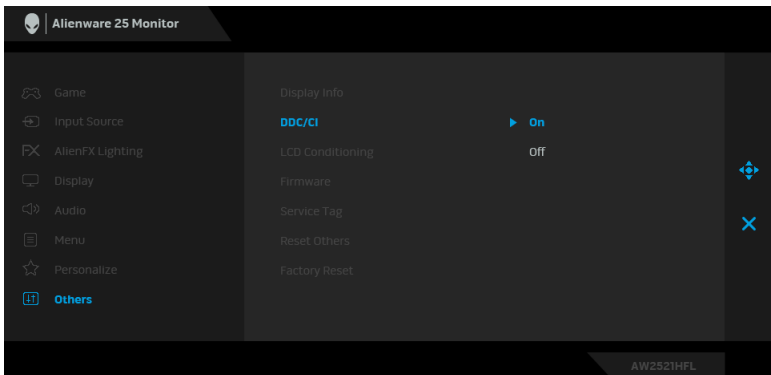 Alienware 25 Monitor
Game
Input Source
FX AlienFX Lighting
Display
Audio
Menu
Personalize
Others
Display Info
DDC/CI On
LCD Conditioning Off
Firmware
Service Tag
Reset Others
Factory Reset
AW2521HFL